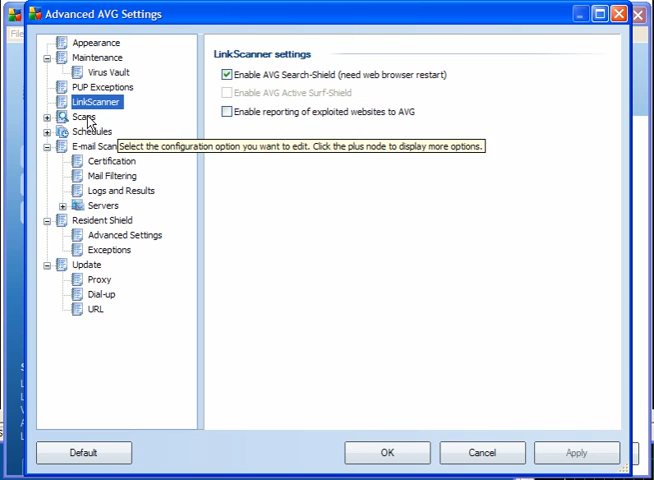 Advanced AVG Settings
File
Appearance
Maintenance
Virus Vault
PUP Exceptions
LinkScanner
Scans
Schedules
E-mail Scan
Certification
Mail Filtering
Logs and Results
Servers
Resident Shield
Advanced Settings
Exceptions
Update
Proxy
Dial-up
URL
LinkScanner settings
Enable AVG Search-Shield (need web browser restart)
Enable AVG Active Surf-Shield
Enable reporting of exploited websites to AVG
Select the configuration option you want to edit. Click the plus node to display more options.
Default
OK
Cancel
Apply